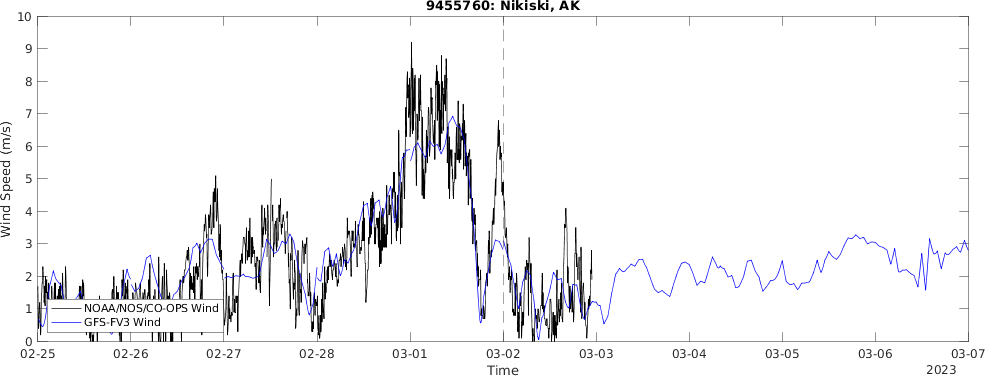 9455760: Nikiski, AK
10
9
8
7
6
5
4
3
2
1
0
Wind Speed (m/s)
NOAA/NOS/CO-OPS Wind
GFS-FV3 Wind
02-25 02-26 02-27 02-28 03-01 03-02 03-03 03-04 03-05 03-06 03-07
Time
2023